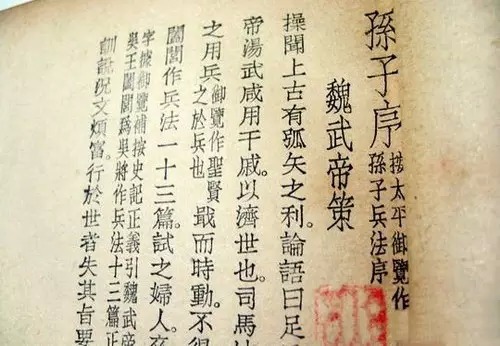 孫子序
按太平御覽作
孫子兵法序
魏武帝策
操聞上古有弧矢之利。論語曰足
帝湯武咸用干戚。以濟世也。司馬
之用兵
御覽作聖賢
之於兵也
戢而時動。不得
闔閭作兵法一十三篇。試之婦人。卒
字據御覽補按史記正義引魏武帝
吳王闔閭爲吳將作兵法十三篇正
訓說況文煩富。行於世者失其旨要